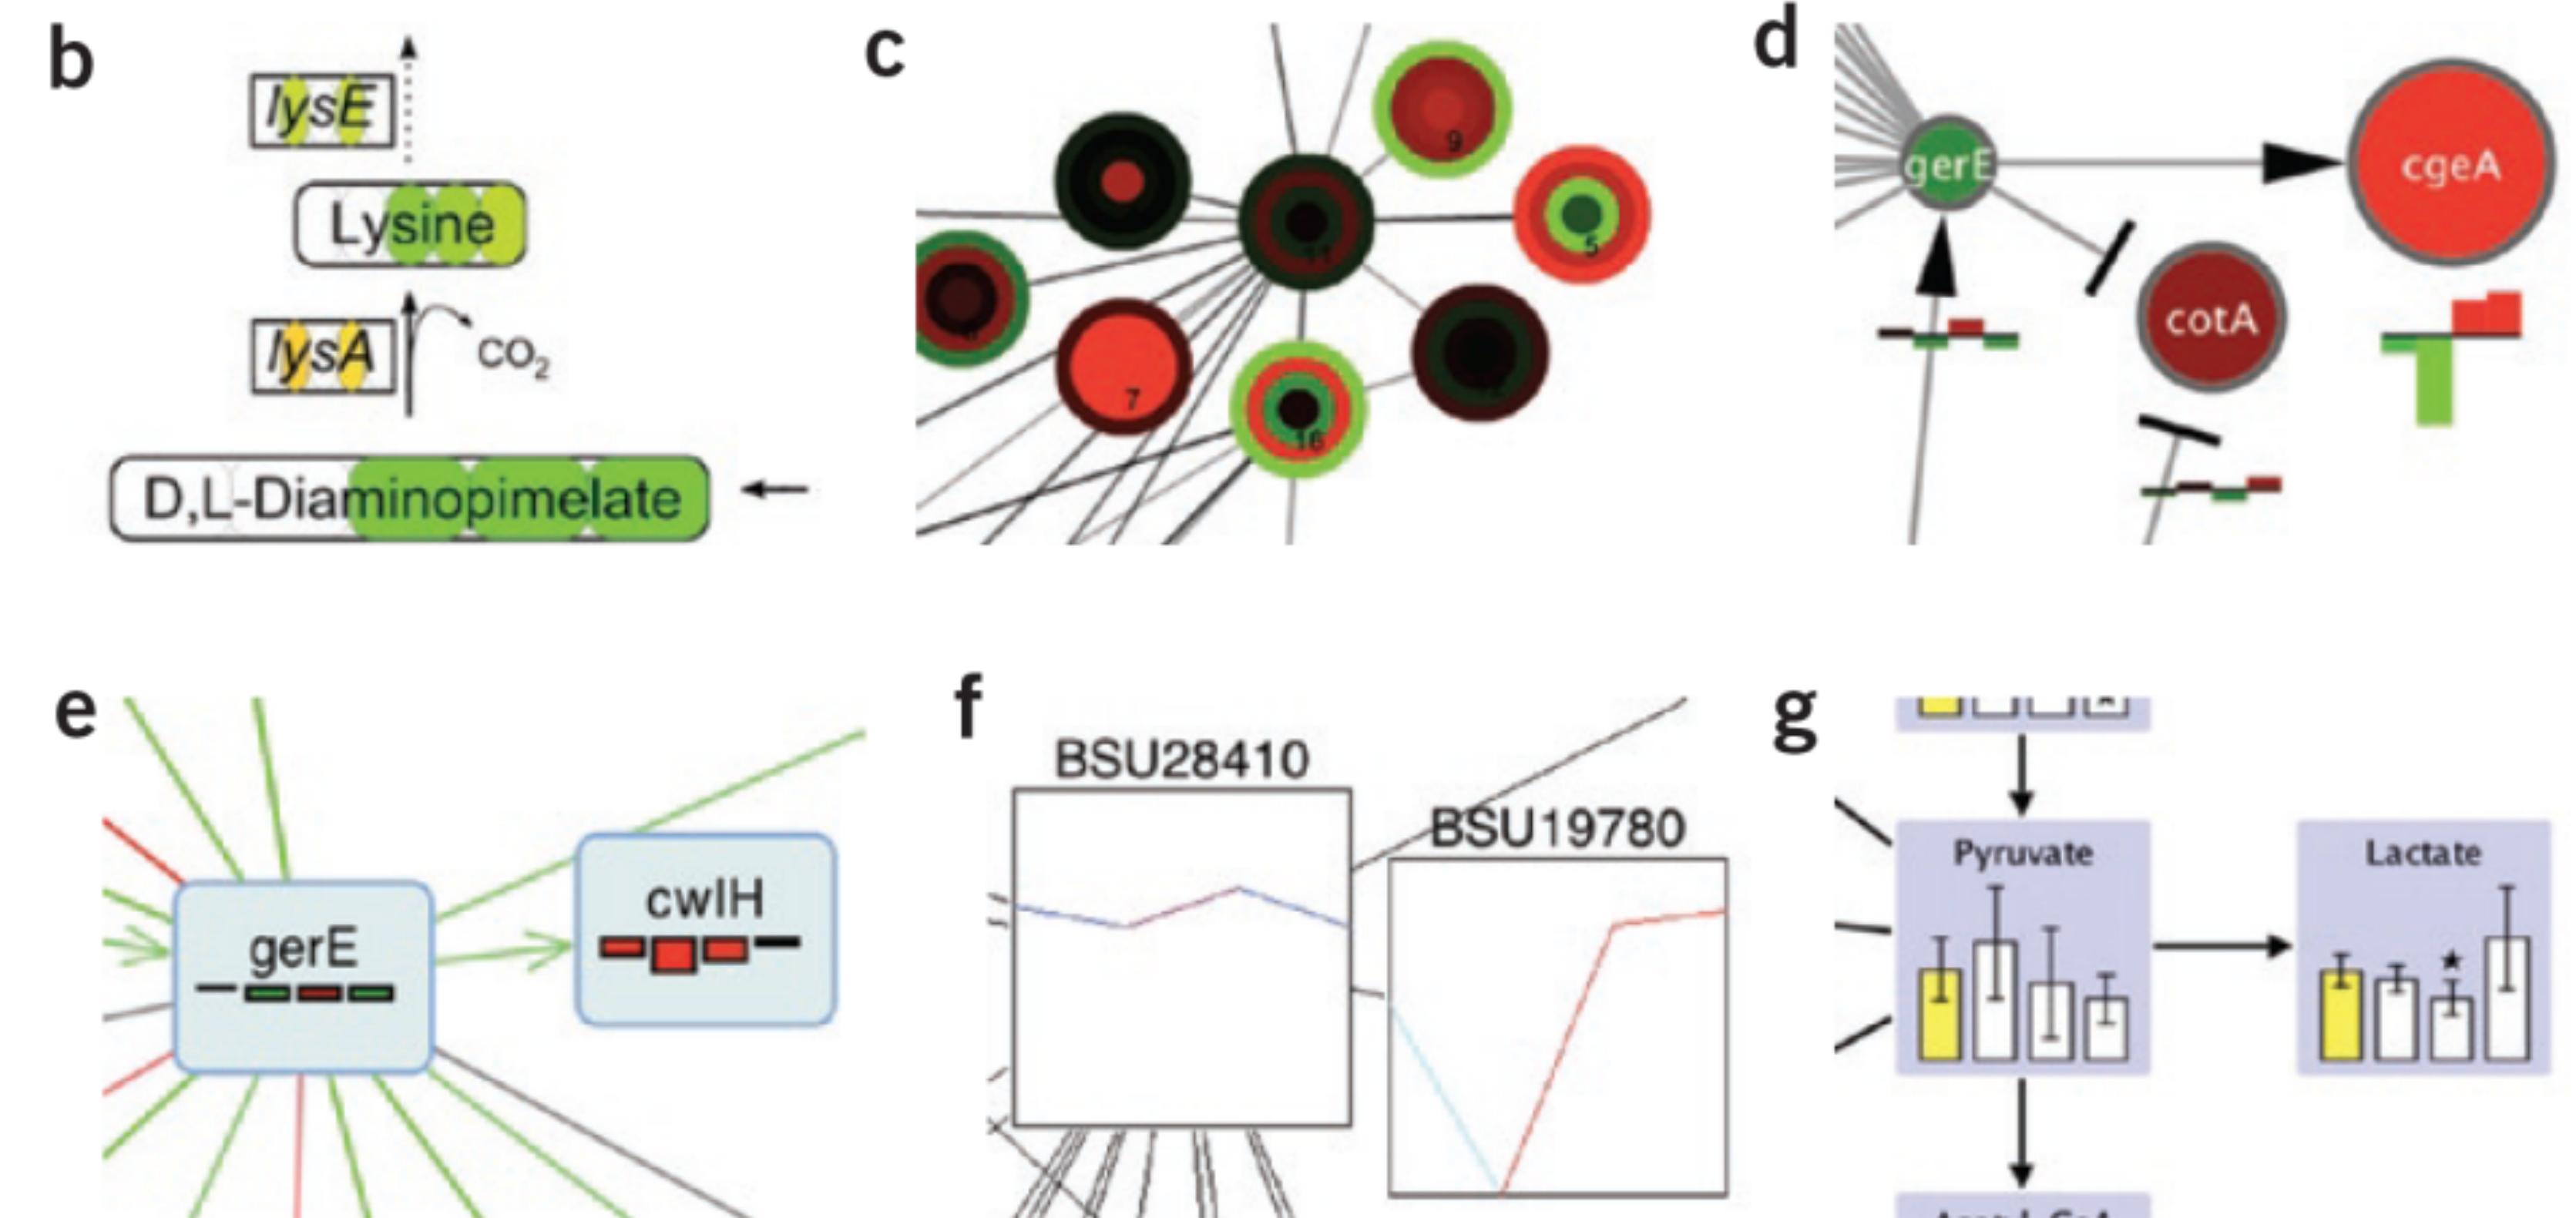 b
lysE
Lysine
lysA
CO2
D,L-Diaminopimelate
c
9
11
5
7
16
d
gerE
cgeA
cotA
e
gerE
cwlH
f
BSU28410
BSU19780
g
Pyruvate
Lactate